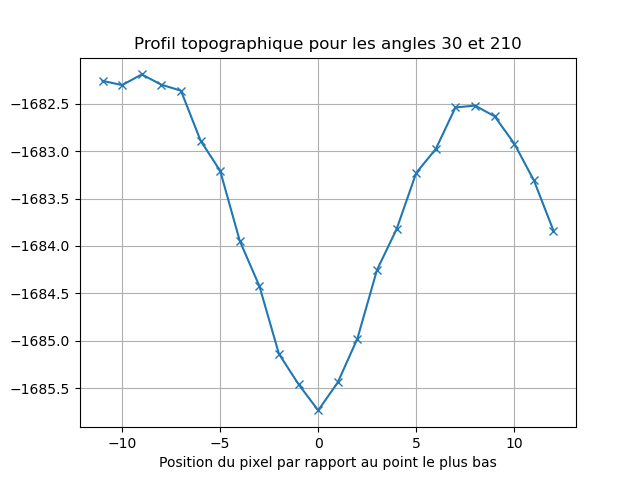 Profil topographique pour les angles 30 et 210
−1682.5
−1683.0
−1683.5
−1684.0
−1684.5
−1685.0
−1685.5
−10 −5 0 5 10
Position du pixel par rapport au point le plus bas